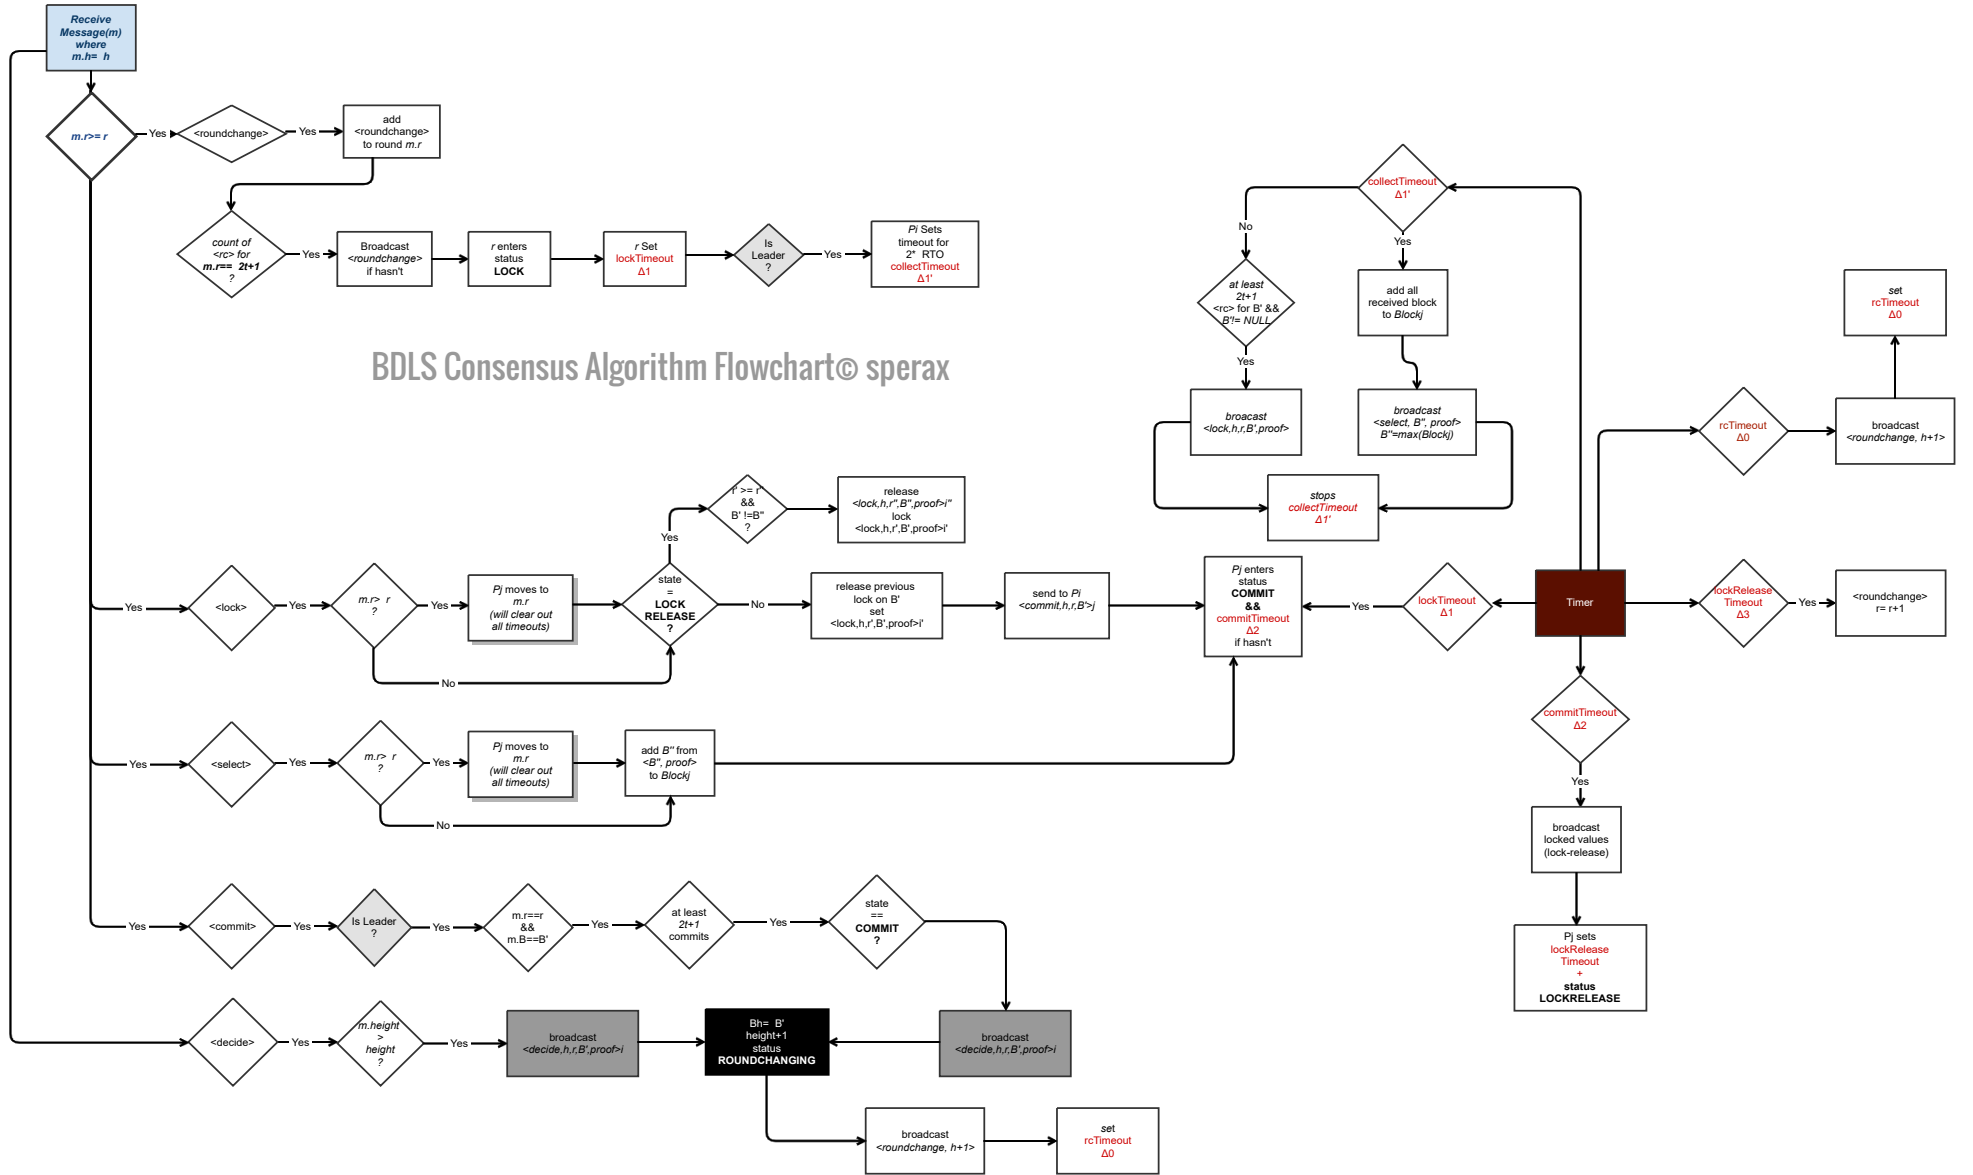 Receive
Message(m)
where
m.h= h
m.r>= r
Yes
<roundchange>
Yes
add
<roundchange>
to round m.r
count of
<rc> for
m.r== 2t+1
?
Yes
Broadcast
<roundchange>
if hasn't
r enters
status
LOCK
r Set
lockTimeout
Δ1
Is
Leader
?
Yes
Pi Sets
timeout for
2* RTO
collectTimeout
Δ1'
BDLS Consensus Algorithm Flowchart© sperax
collectTimeout
Δ1'
No
Yes
at least
2t+1
<rc> for B' &&
B'!= NULL
Yes
add all
received block
to Blockj
broacast
<lock,h,r,B',proof>
broadcast
<select, B'', proof>
B''=max(Blockj)
stops
collectTimeout
Δ1'
set
rcTimeout
Δ0
rcTimeout
Δ0
broadcast
<roundchange, h+1>
r' >= r''
&&
B' !=B''
?
release
<lock,h,r'',B'',proof>i''
lock
<lock,h,r',B',proof>i'
Yes
Yes
<lock>
Yes
m.r> r
?
Yes
Pj moves to
m.r
(will clear out
all timeouts)
state
=
LOCK
RELEASE
?
No
release previous
lock on B'
set
<lock,h,r',B',proof>i'
send to Pi
<commit,h,r,B'>j
Pj enters
status
COMMIT
&&
commitTimeout
Δ2
if hasn't
Yes
lockTimeout
Δ1
Timer
lockRelease
Timeout
Δ3
Yes
<roundchange>
r= r+1
No
commitTimeout
Δ2
Yes
broadcast
locked values
(lock-release)
Pj sets
lockRelease
Timeout
+
status
LOCKRELEASE
Yes
<select>
Yes
m.r> r
?
Yes
Pj moves to
m.r
(will clear out
all timeouts)
add B'' from
<B'', proof>
to Blockj
No
Yes
<commit>
Yes
Is Leader
?
Yes
m.r==r
&&
m.B==B'
Yes
at least
2t+1
commits
Yes
state
==
COMMIT
?
<decide>
Yes
m.height
>
height
?
Yes
broadcast
<decide,h,r,B',proof>i
Bh= B'
height+1
status
ROUNDCHANGING
broadcast
<decide,h,r,B',proof>i
broadcast
<roundchange, h+1>
set
rcTimeout
Δ0